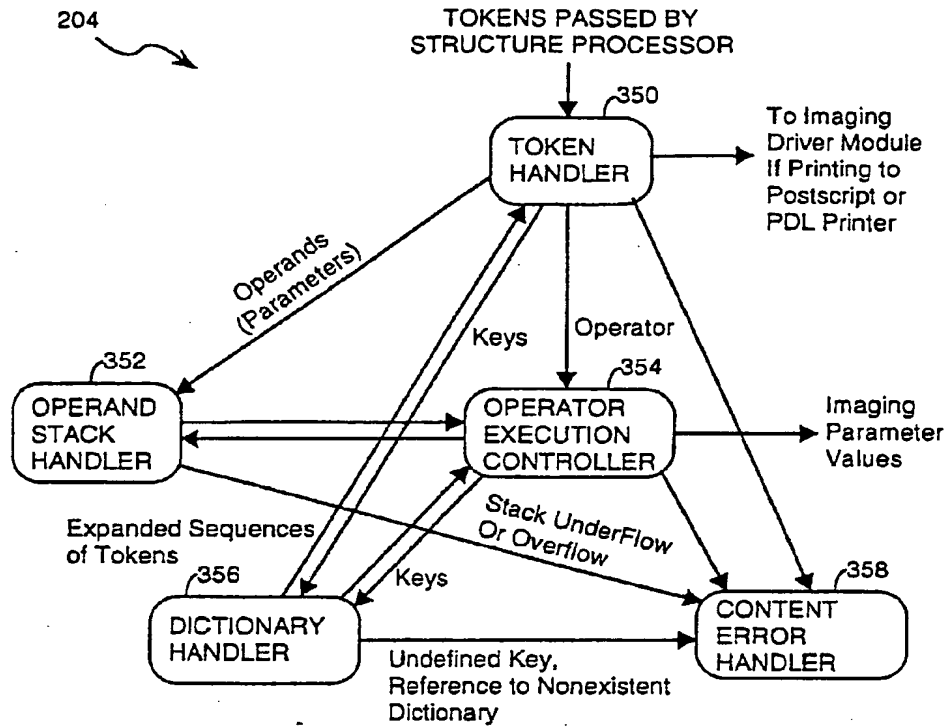 204
TOKENS PASSED BY
STRUCTURE PROCESSOR
350
TOKEN
HANDLER
To Imaging
Driver Module
If Printing to
Postscript or
PDL Printer
Operands
(Parameters)
Keys
Operator
352
OPERAND
STACK
HANDLER
354
OPERATOR
EXECUTION
CONTROLLER
Imaging
Parameter
Values
Expanded Sequences
of Tokens
Stack UnderFlow
Or Overflow
Keys
356
DICTIONARY
HANDLER
358
CONTENT
ERROR
HANDLER
Undefined Key,
Reference to Nonexistent
Dictionary